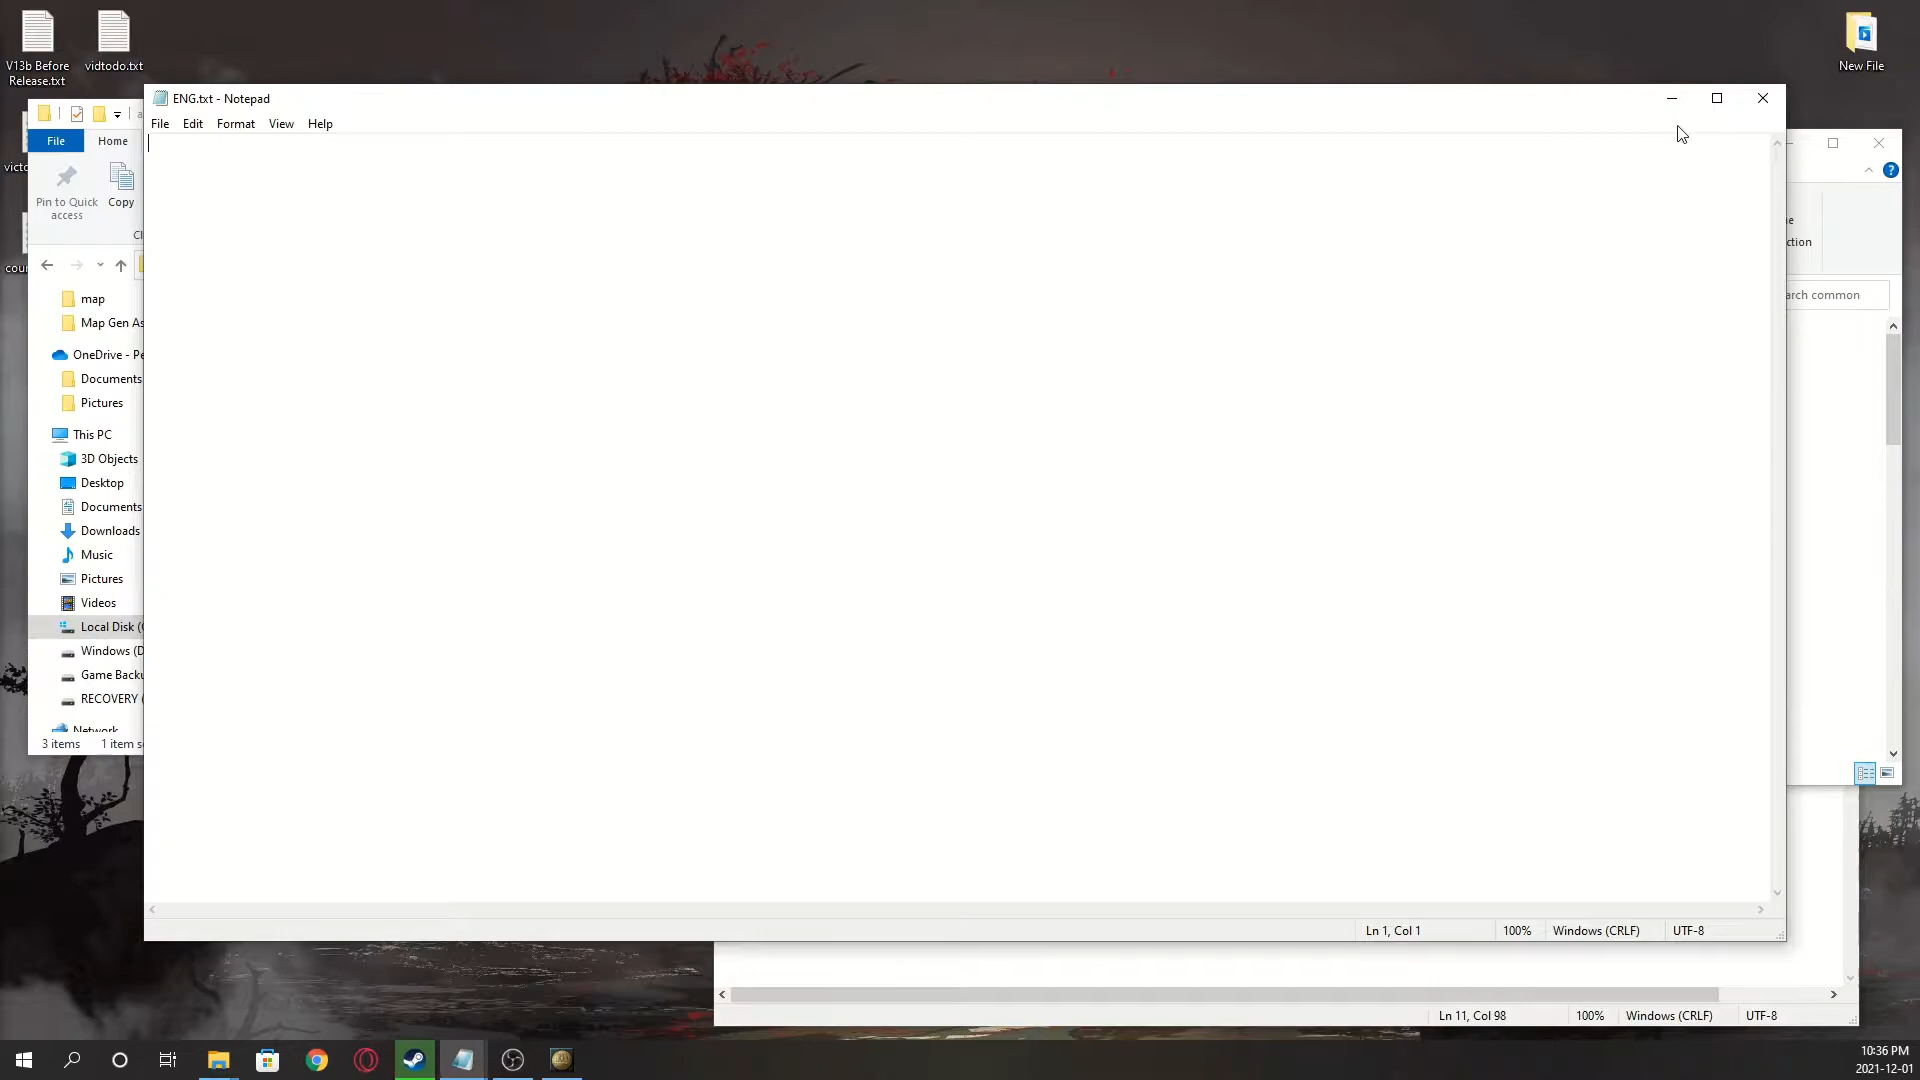 V13b Before
Release.txt
vidtodo.txt
New File
ENG.txt - Notepad
File Edit Format View Help
File Home
Pin to Quick
access
Copy
map
Map Gen As
OneDrive - Pe
Documents
Pictures
This PC
3D Objects
Desktop
Documents
Downloads
Music
Pictures
Videos
Local Disk (
Windows (D
Game Backu
RECOVERY (
Network
3 items 1 item s
ction
arch common
Ln 1, Col 1 100% Windows (CRLF) UTF-8
Ln 11, Col 98 100% Windows (CRLF) UTF-8
10:36 PM
2021-12-01